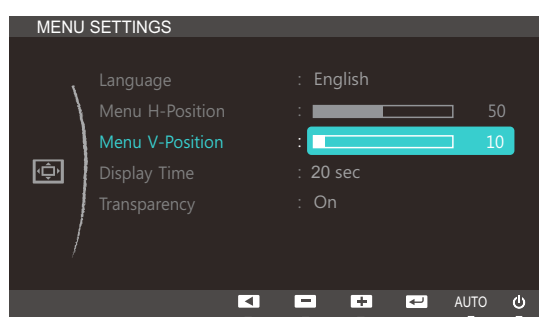 MENU SETTINGS
Language : English
Menu H-Position : 50
Menu V-Position : 10
Display Time : 20 sec
Transparency : On
AUTO